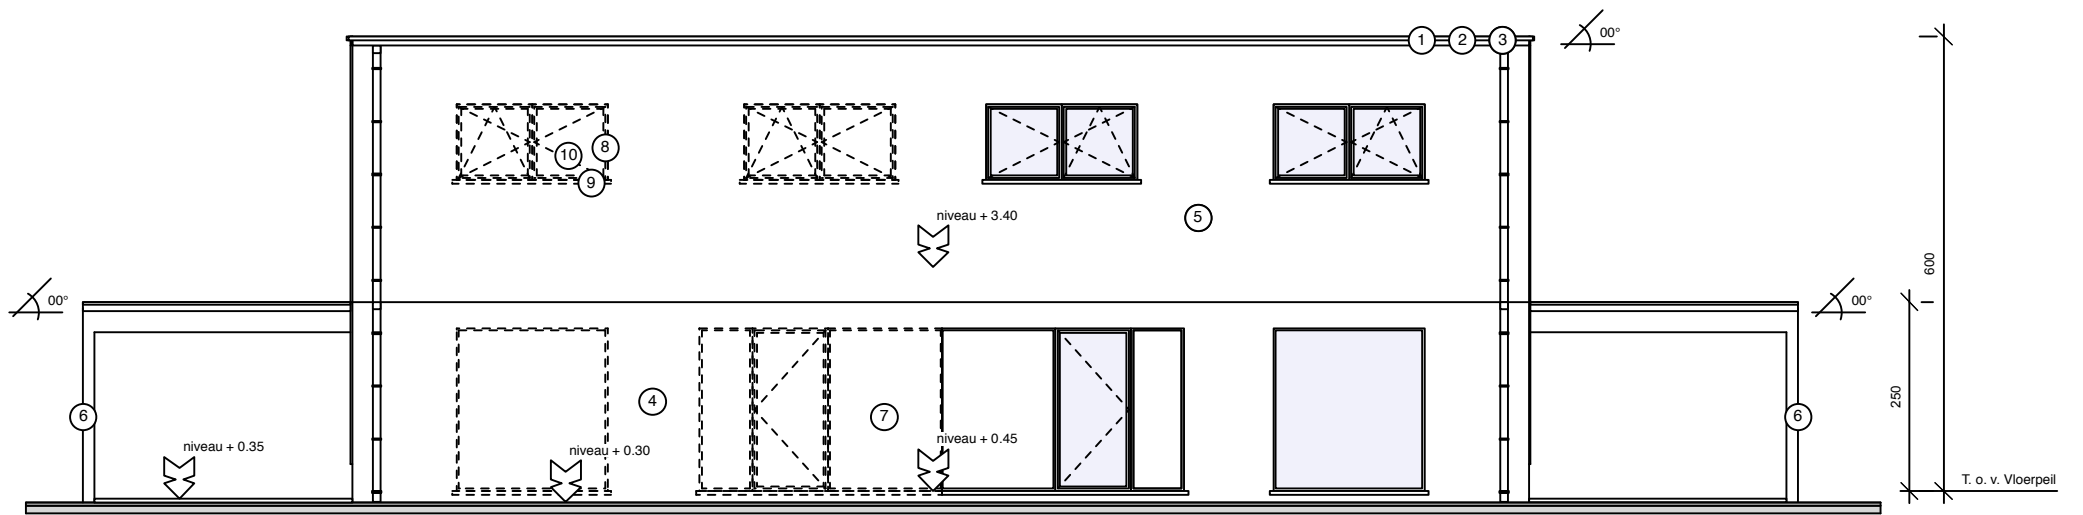 1 2 3 00°
8
10
9
niveau + 3.40
5
600
00° 00°
250
4
6 7 6
niveau + 0.45
niveau + 0.35
niveau + 0.30
T. o. v. Vloerpeil